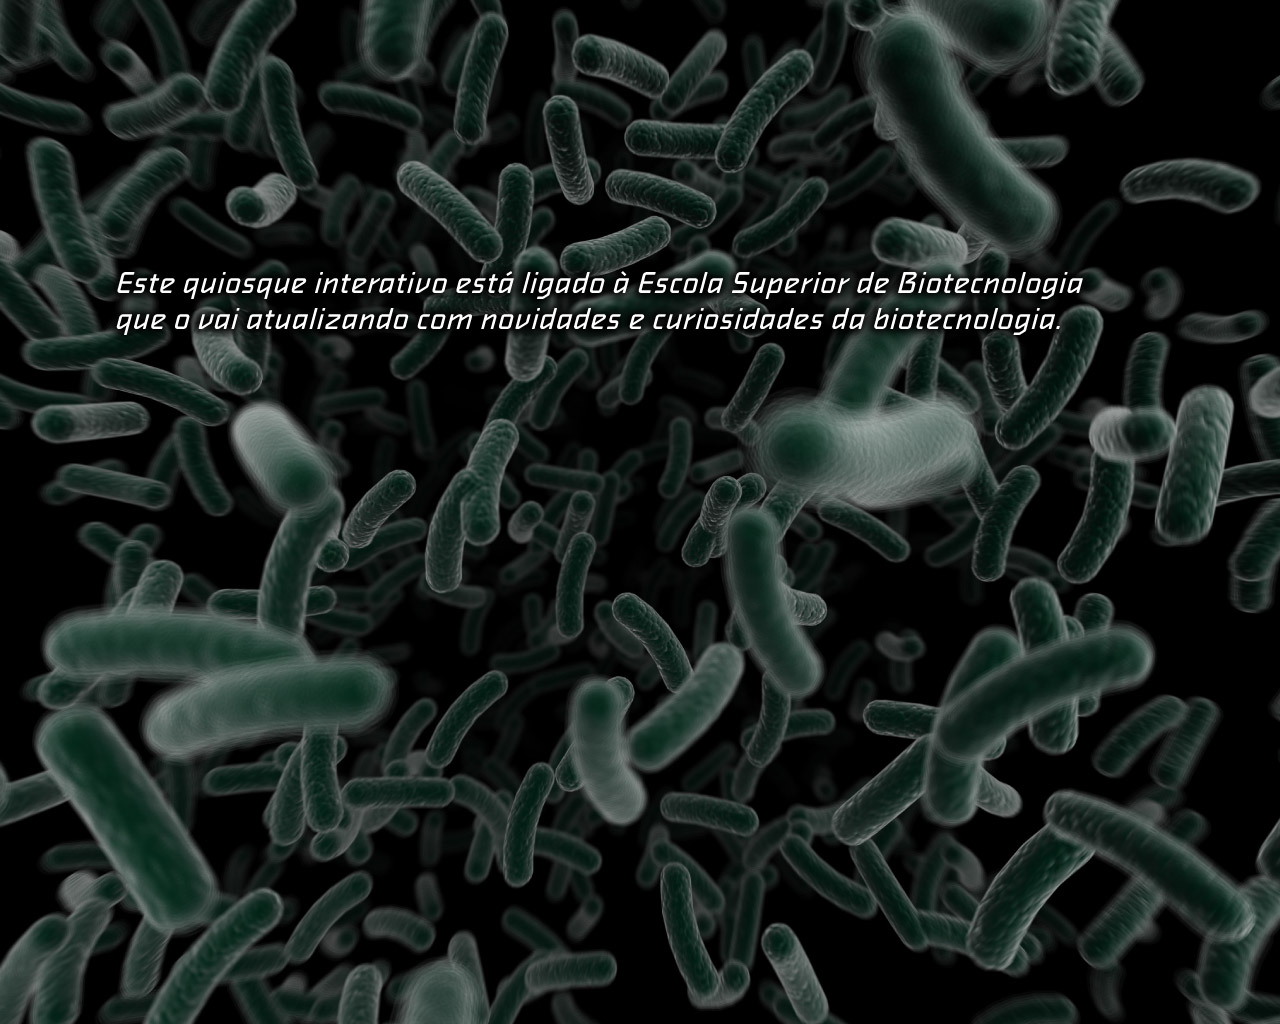 Este quiosque interativo está ligado à Escola Superior de Biotecnologia
que o vai atualizando com novidades e curiosidades da biotecnologia.